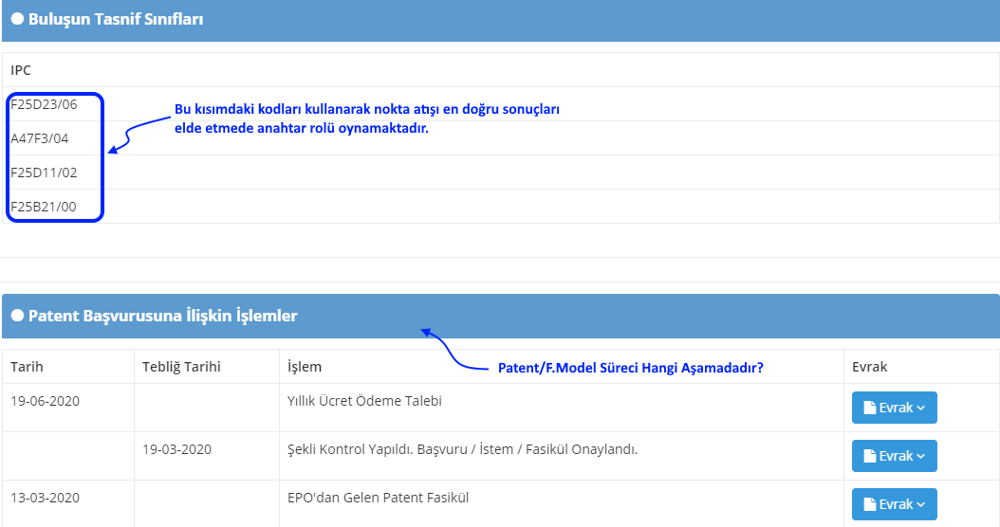 Buluşun Tasnif Sınıfları
IPC
F25D23/06
A47F3/04
F25D11/02
F25B21/00
Bu kısımdaki kodları kullanarak nokta atışı en doğru sonuçları
elde etmede anahtar rolü oynamaktadır.
Patent Başvurusuna İlişkin İşlemler
Patent/F.Model Süreci Hangi Aşamadadır?
Tarih Tebliğ Tarihi İşlem Evrak
19-06-2020 Yıllık Ücret Ödeme Talebi Evrak
19-03-2020 Şekli Kontrol Yapıldı. Başvuru / İstem / Fasikül Onaylandı. Evrak
13-03-2020 EPO'dan Gelen Patent Fasikül Evrak